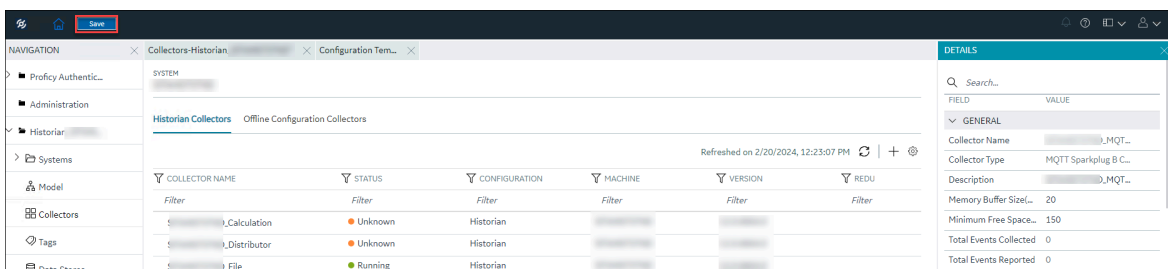 Save
NAVIGATION
Proficy Authentic...
Administration
Historian
Systems
Model
Collectors
Tags
Data Stores
Collectors-Historian
Configuration Tem...
SYSTEM
Historian Collectors Offline Configuration Collectors
Refreshed on 2/20/2024, 12:23:07 PM
COLLECTOR NAME STATUS CONFIGURATION MACHINE VERSION REDU
Filter Filter Filter Filter Filter Filter
_Calculation Unknown Historian
_Distributor Unknown Historian
_File Running Historian
DETAILS
Search...
FIELD VALUE
GENERAL
Collector Name _MQT...
Collector Type MQTT Sparkplug B C...
Description _MQT...
Memory Buffer Size(... 20
Minimum Free Space... 150
Total Events Collected 0
Total Events Reported 0